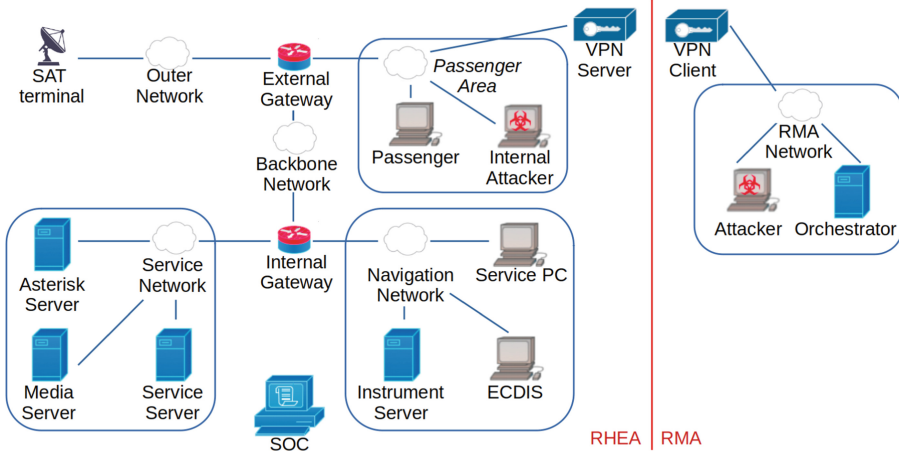 SAT
terminal
Outer
Network
External
Gateway
Passenger
Area
VPN
Server
VPN
Client
Passenger
Internal
Attacker
Backbone
Network
RMA
Network
Attacker
Orchestrator
Asterisk
Server
Service
Network
Internal
Gateway
Navigation
Network
Service PC
Media
Server
Service
Server
Instrument
Server
ECDIS
SOC
RHEA
RMA